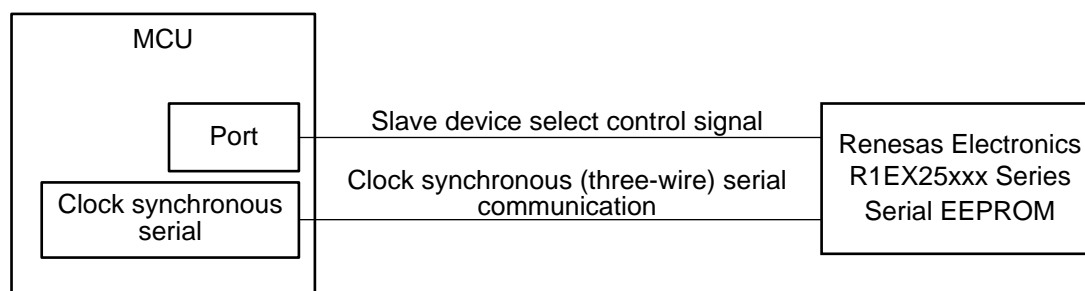 MCU
Port
Slave device select control signal
Clock synchronous (three-wire) serial
communication
Clock synchronous
serial
Renesas Electronics
R1EX25xxx Series
Serial EEPROM